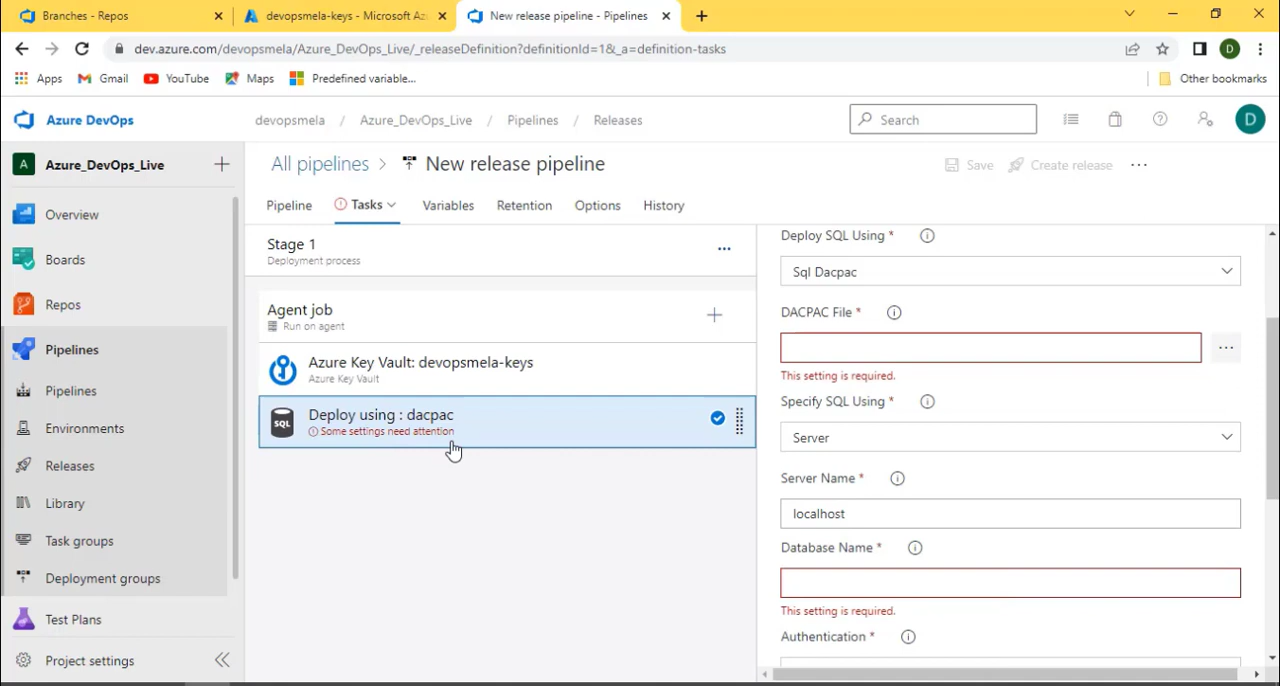 Branches - Repos
devopsmela-keys - Microsoft Az
New release pipeline - Pipelines
dev.azure.com/devopsmela/Azure_DevOps_Live/_releaseDefinition?definitionId=1&_a=definition-tasks
D
Apps
Gmail
YouTube
Maps
Predefined variable...
Other bookmarks
Azure DevOps
devopsmela / Azure_DevOps_Live / Pipelines / Releases
Search
D
A
Azure_DevOps_Live
Overview
Boards
Repos
Pipelines
Pipelines
Environments
Releases
Library
Task groups
Deployment groups
Test Plans
Project settings
All pipelines > New release pipeline
Save
Create release
Pipeline
Tasks
Variables
Retention
Options
History
Stage 1
Deployment process
Agent job
Run on agent
Azure Key Vault: devopsmela-keys
Azure Key Vault
SQL
Deploy using : dacpac
Some settings need attention
Deploy SQL Using *
Sql Dacpac
DACPAC File *
This setting is required.
Specify SQL Using *
Server
Server Name *
localhost
Database Name *
This setting is required.
Authentication *